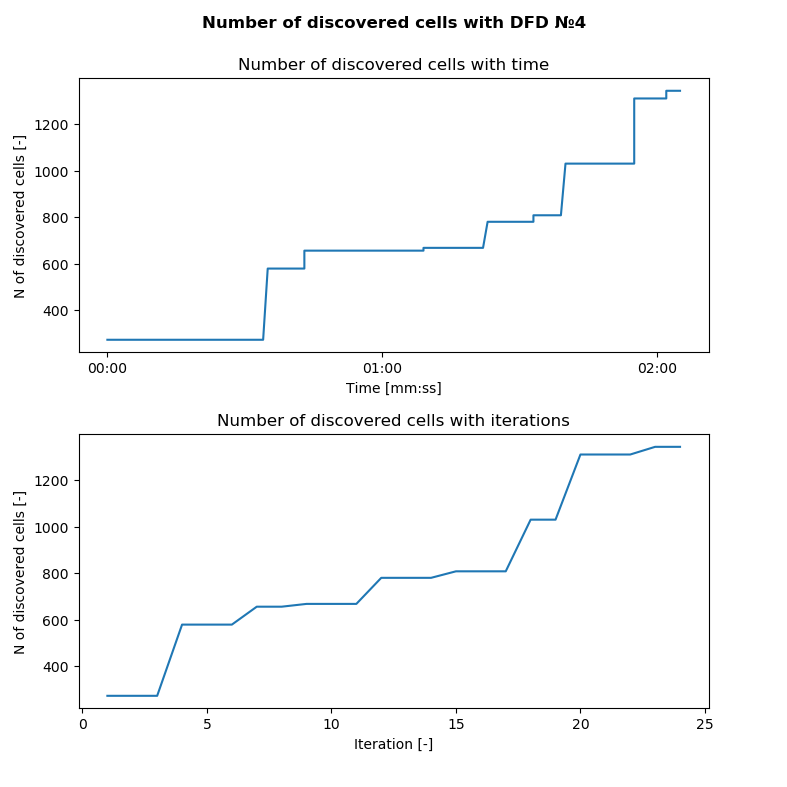 Number of discovered cells with DFD №4
Number of discovered cells with time
N of discovered cells [-]
1200
1000
800
600
400
00:00 01:00 02:00
Time [mm:ss]
Number of discovered cells with iterations
N of discovered cells [-]
1200
1000
800
600
400
0 5 10 15 20 25
Iteration [-]